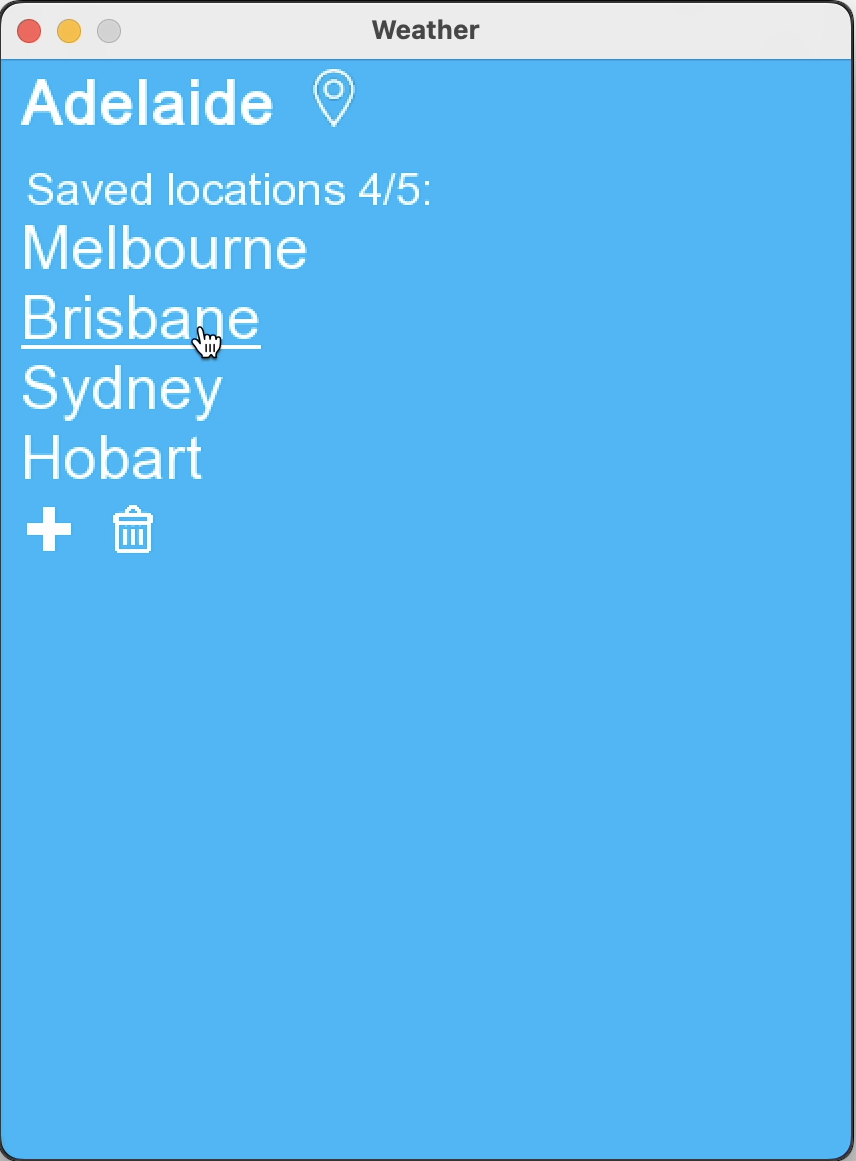 Weather
Adelaide
Saved locations 4/5:
Melbourne
Brisbane
Sydney
Hobart